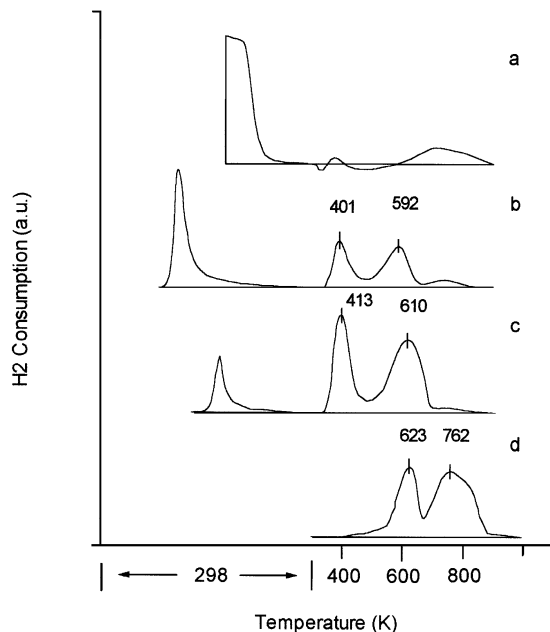 a
b
401 592
413 610
c
623 762 d
H2 Consumption (a.u.)
298 400 600 800
Temperature (K)